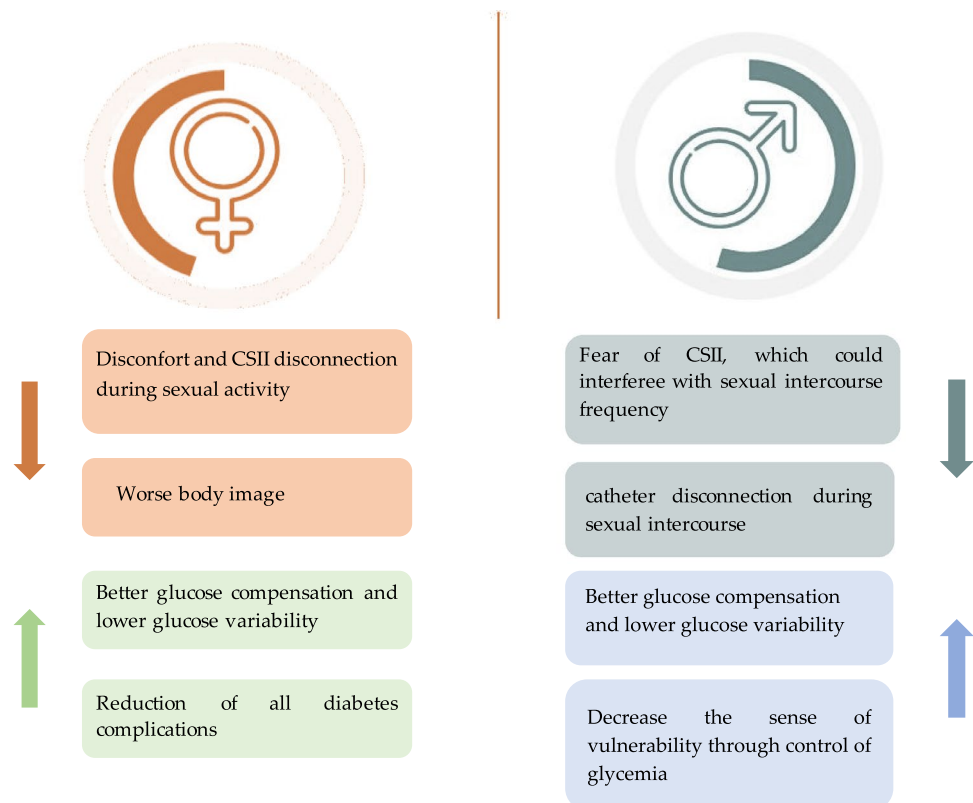 Disconfort and CSII disconnection
during sexual activity
Worse body image
Better glucose compensation and
lower glucose variability
Reduction of all diabetes
complications
Fear of CSII, which could
interferee with sexual intercourse
frequency
catheter disconnection during
sexual intercourse
Better glucose compensation
and lower glucose variability
Decrease the sense of
vulnerability through control of
glycemia